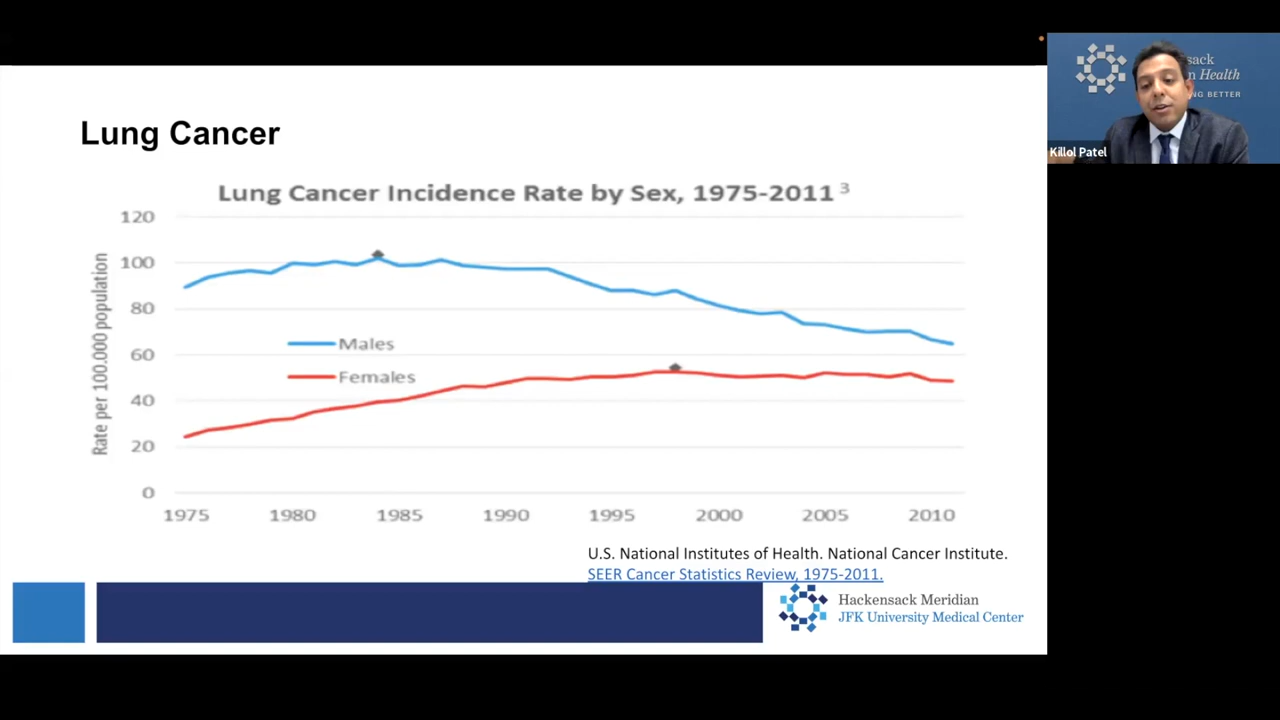 Lung Cancer
Lung Cancer Incidence Rate by Sex, 1975-2011 3
120
100
80
60
40
20
0
Rate per 100.000 population
Males
Females
1975 1980 1985 1990 1995 2000 2005 2010
U.S. National Institutes of Health. National Cancer Institute.
SEER Cancer Statistics Review, 1975-2011.
Hackensack Meridian
JFK University Medical Center
Health
BETTER
Killol Patel